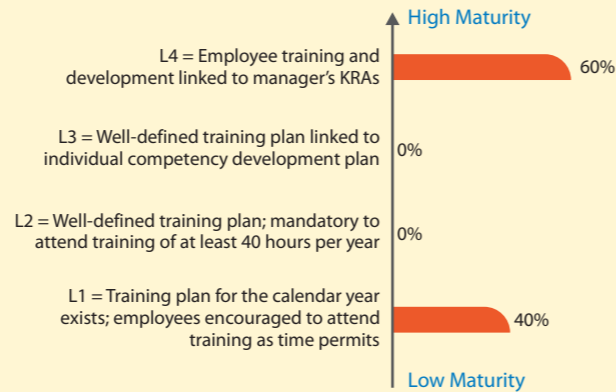 High Maturity
L4 = Employee training and
development linked to manager’s KRAs
60%
L3 = Well-defined training plan linked to
individual competency development plan
0%
L2 = Well-defined training plan; mandatory to
attend training of at least 40 hours per year
0%
L1 = Training plan for the calendar year
exists; employees encouraged to attend
training as time permits
40%
Low Maturity